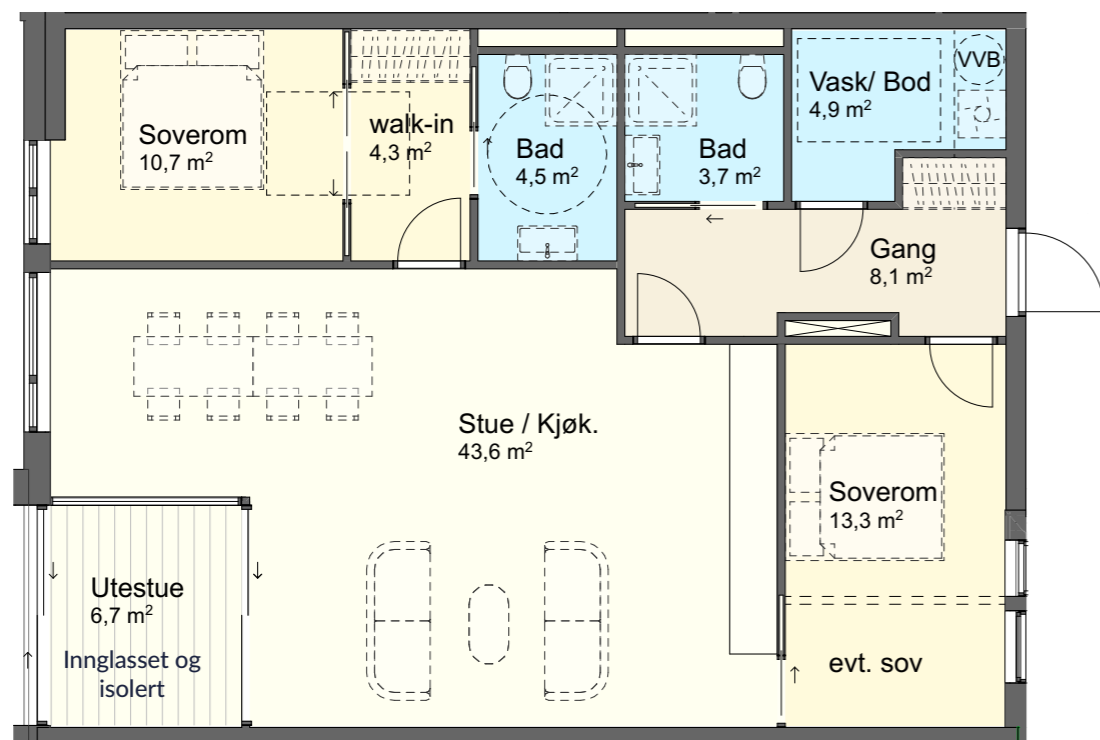 Soverom
10,7 m²
walk-in
4,3 m²
Bad
4,5 m²
Bad
3,7 m²
Vask/ Bod
4,9 m²
VVB
Gang
8,1 m²
Stue / Kjøk.
43,6 m²
Soverom
13,3 m²
evt. sov
Utestue
6,7 m²
Innglasset og
isolert